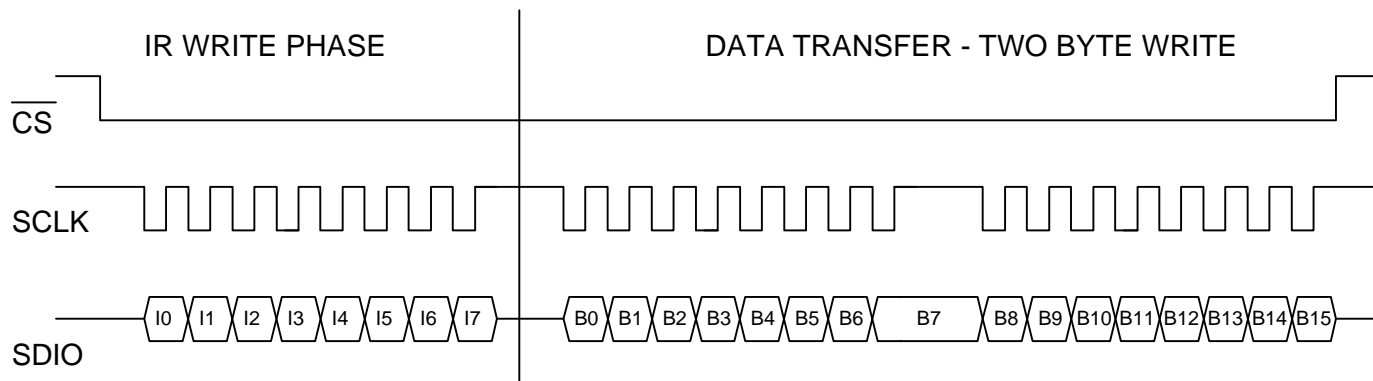 IR WRITE PHASE DATA TRANSFER - TWO BYTE WRITE
CS
SCLK
I0 I1 I2 I3 I4 I5 I6 I7 B0 B1 B2 B3 B4 B5 B6 B7 B8 B9 B10 B11 B12 B13 B14 B15
SDIO